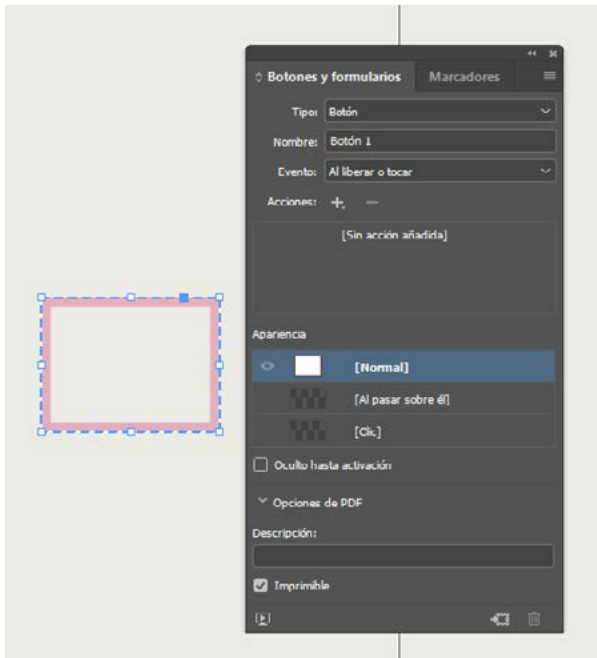 Botones y formularios Marcadores
Tipo: Botón
Nombre: Botón 1
Evento: Al liberar o tocar
Acciones:
[Sin acción añadida]
Apariencia
[Normal]
[Al pasar sobre él]
[Clic]
Oculto hasta activación
Opciones de PDF
Descripción:
Imprimible